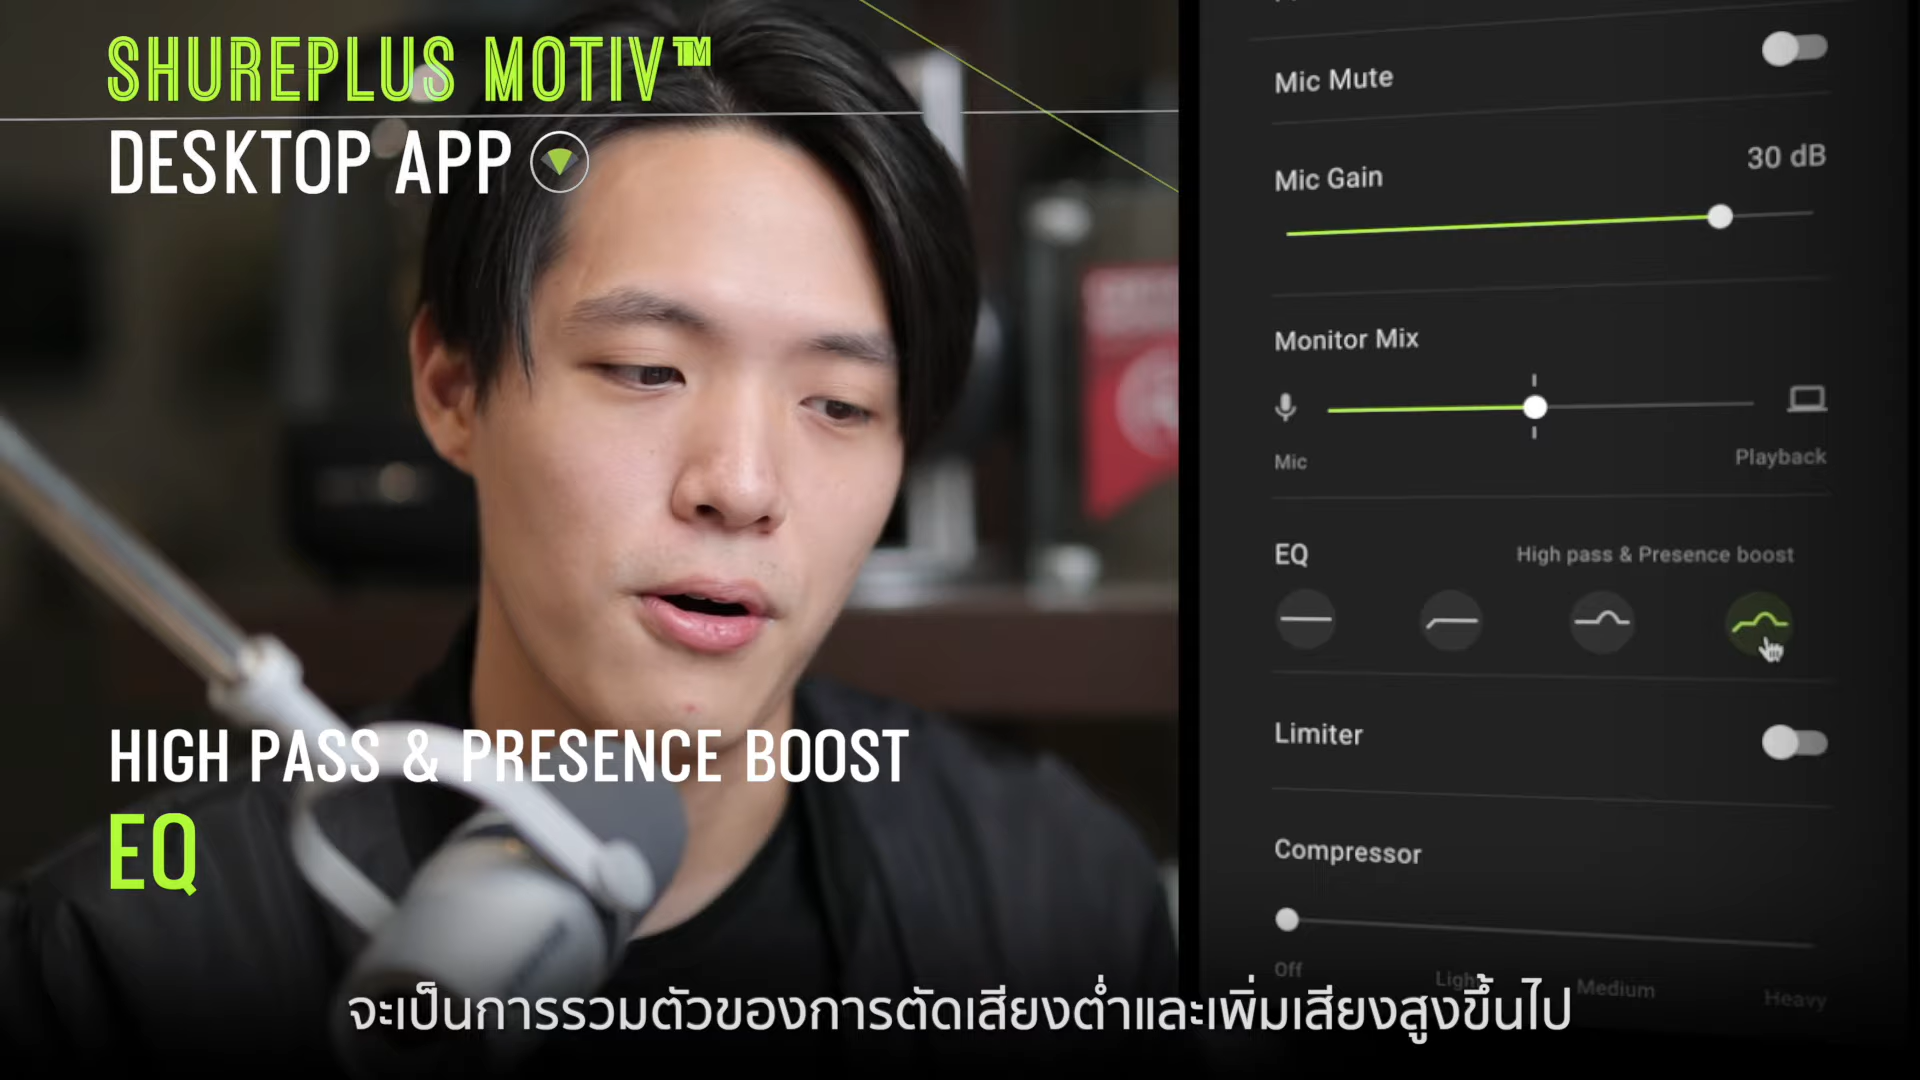 SHUREPLUS MOTIV™
DESKTOP APP
HIGH PASS & PRESENCE BOOST
EQ
Mic Mute
Mic Gain
30 dB
Monitor Mix
Mic
Playback
EQ
High pass & Presence boost
Limiter
Compressor
Off
Light
Medium
Heavy
จะเป็นการรวมตัวของการตัดเสียงต่ำและเพิ่มเสียงสูงขึ้นไป